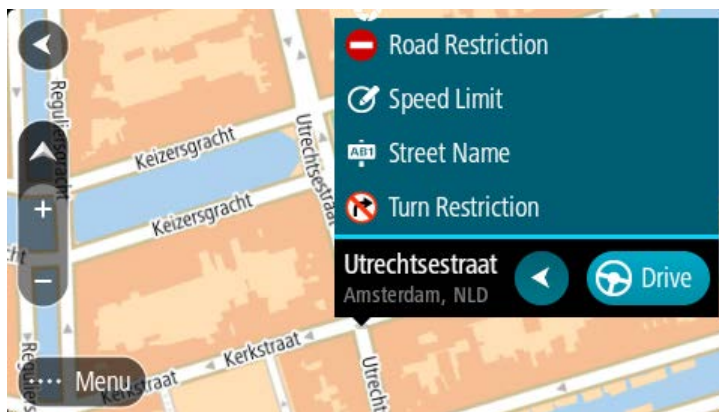 Road Restriction
Speed Limit
AB1
Street Name
Turn Restriction
Utrechtsestraat
Amsterdam, NLD
Drive
Reguliersgracht
Keizersgracht
Utrechtsestraat
Keizersgracht
+
−
Kerkstraat
Kerkstraat
Utrecht
Reguliers
.... Menu